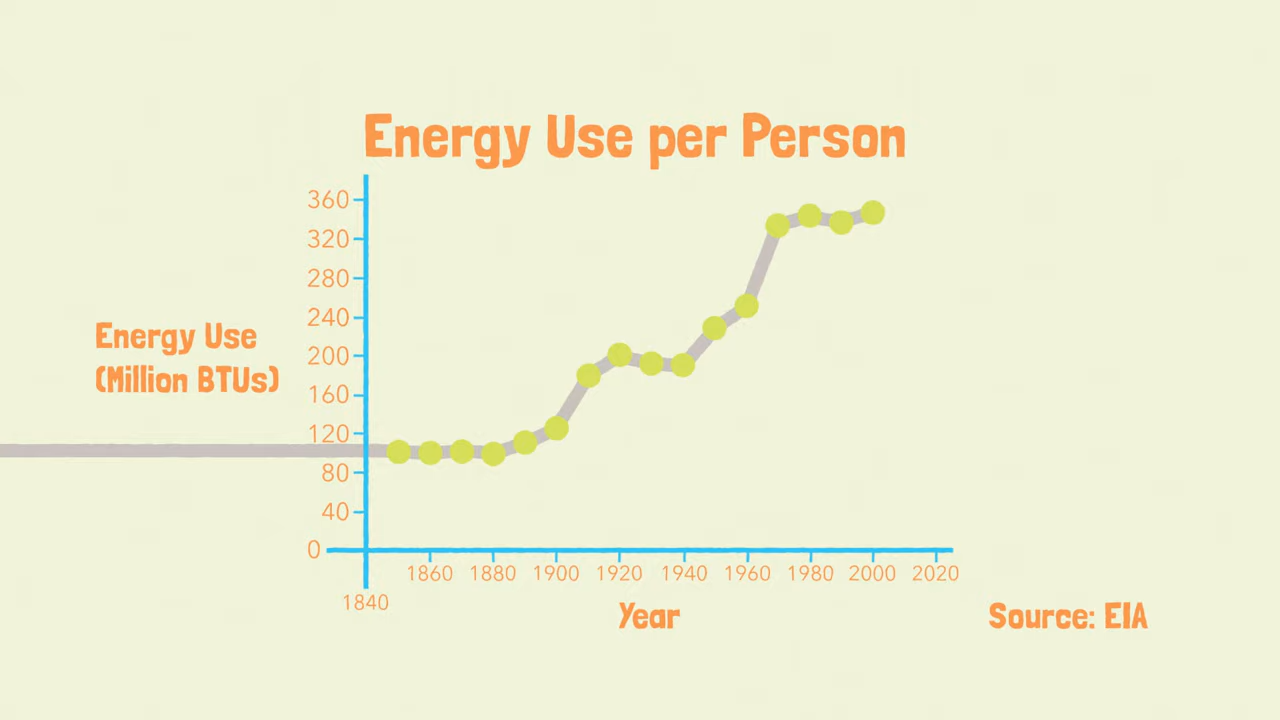 Energy Use per Person
360
320
280
240
200
160
120
80
40
0
Energy Use
(Million BTUs)
1840
1860 1880 1900 1920 1940 1960 1980 2000 2020
Year
Source: EIA